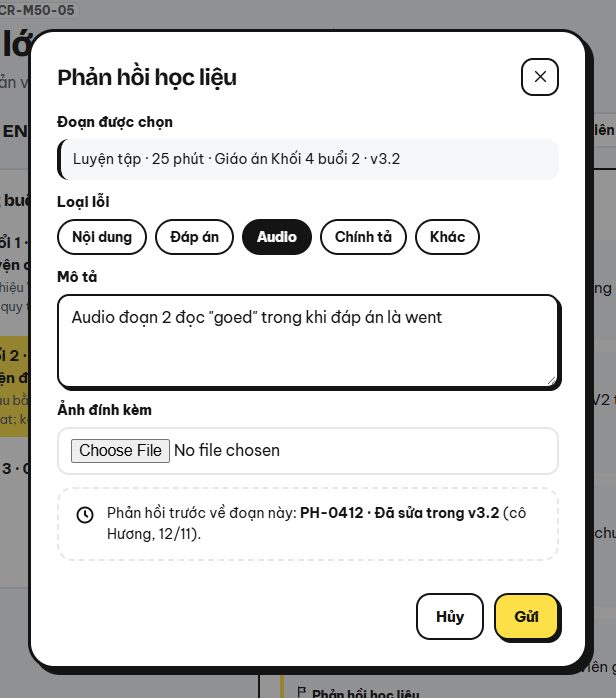 CR-M50-05
Phản hồi học liệu
Đoạn được chọn
Luyện tập · 25 phút · Giáo án Khối 4 buổi 2 · v3.2
Loại lỗi
Nội dung
Đáp án
Audio
Chính tả
Khác
Mô tả
Audio đoạn 2 đọc "goed" trong khi đáp án là went
Ảnh đính kèm
Choose File No file chosen
Phản hồi trước về đoạn này: PH-0412 · Đã sửa trong v3.2 (cô
Hương, 12/11).
Hủy
Gửi
Phản hồi học liệu